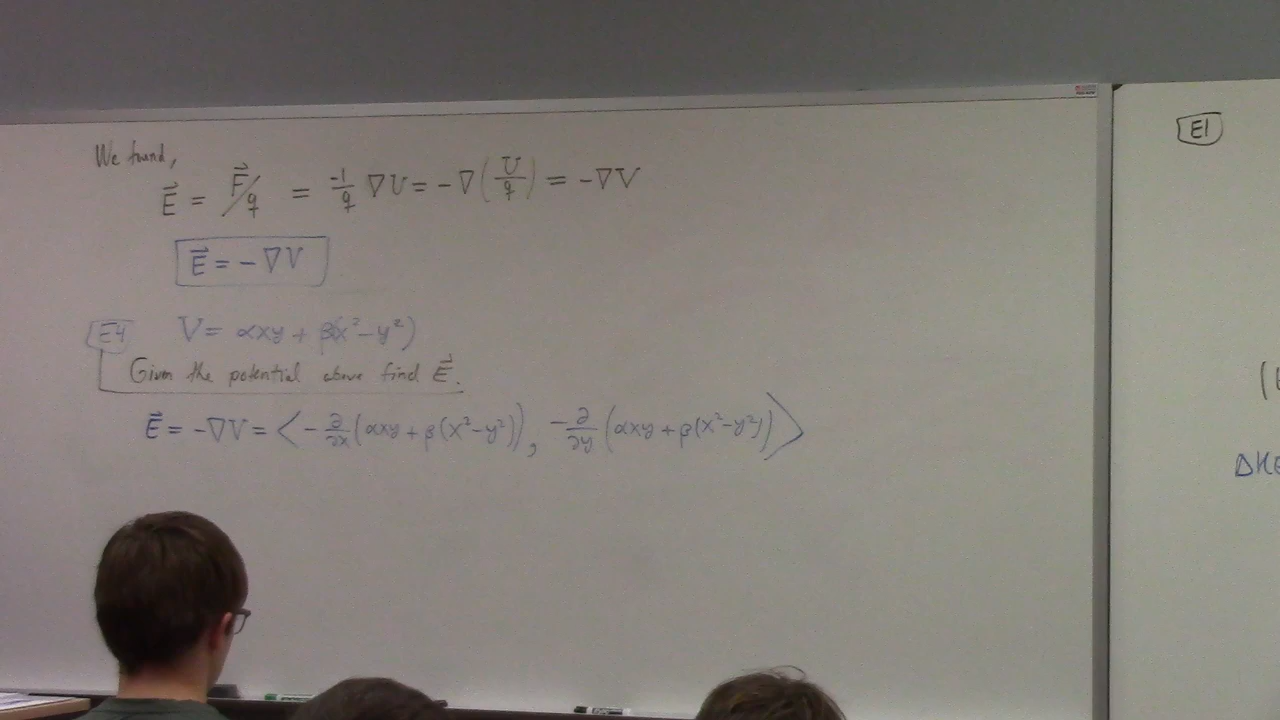 We found,
E⃗ = F⃗/q = -1/q ∇U = -∇(U/q) = -∇V
E⃗ = -∇V
E4 V = αxy + β(x²-y²)
Given the potential above find E⃗.
E⃗ = -∇V = ⟨-∂/∂x(αxy + β(x²-y²)), -∂/∂y(αxy + β(x²-y²))⟩
E1
ΔKE